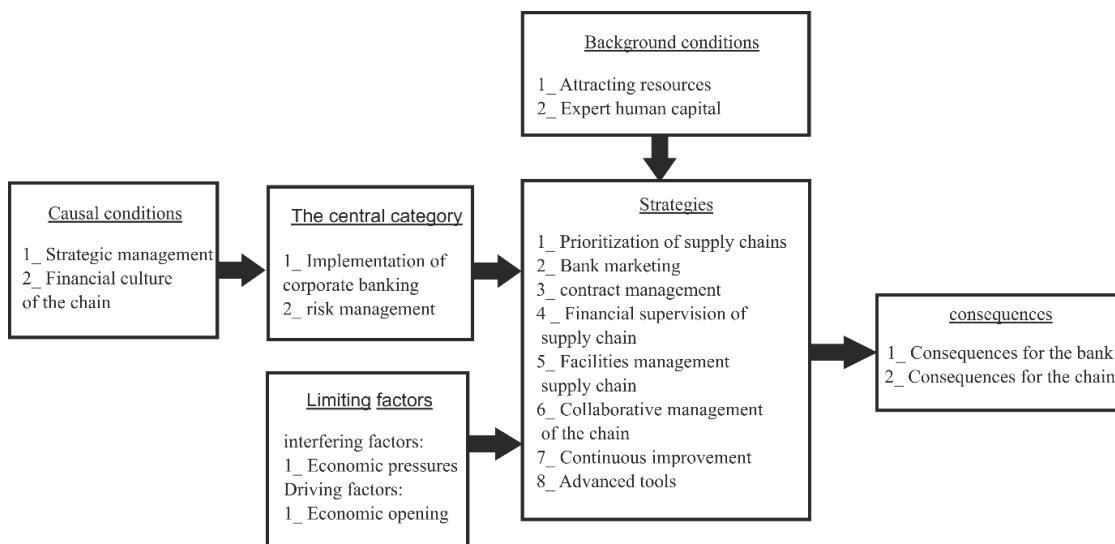 Background conditions
1_ Attracting resources
2_ Expert human capital
Causal conditions
1_ Strategic management
2_ Financial culture
of the chain
The central category
1_ Implementation of
corporate banking
2_ risk management
Limiting factors
interfering factors:
1_ Economic pressures
Driving factors:
1_ Economic opening
Strategies
1_ Prioritization of supply chains
2_ Bank marketing
3_ contract management
4_ Financial supervision of
supply chain
5_ Facilities management
supply chain
6_ Collaborative management
of the chain
7_ Continuous improvement
8_ Advanced tools
consequences
1_ Consequences for the bank
2_ Consequences for the chain